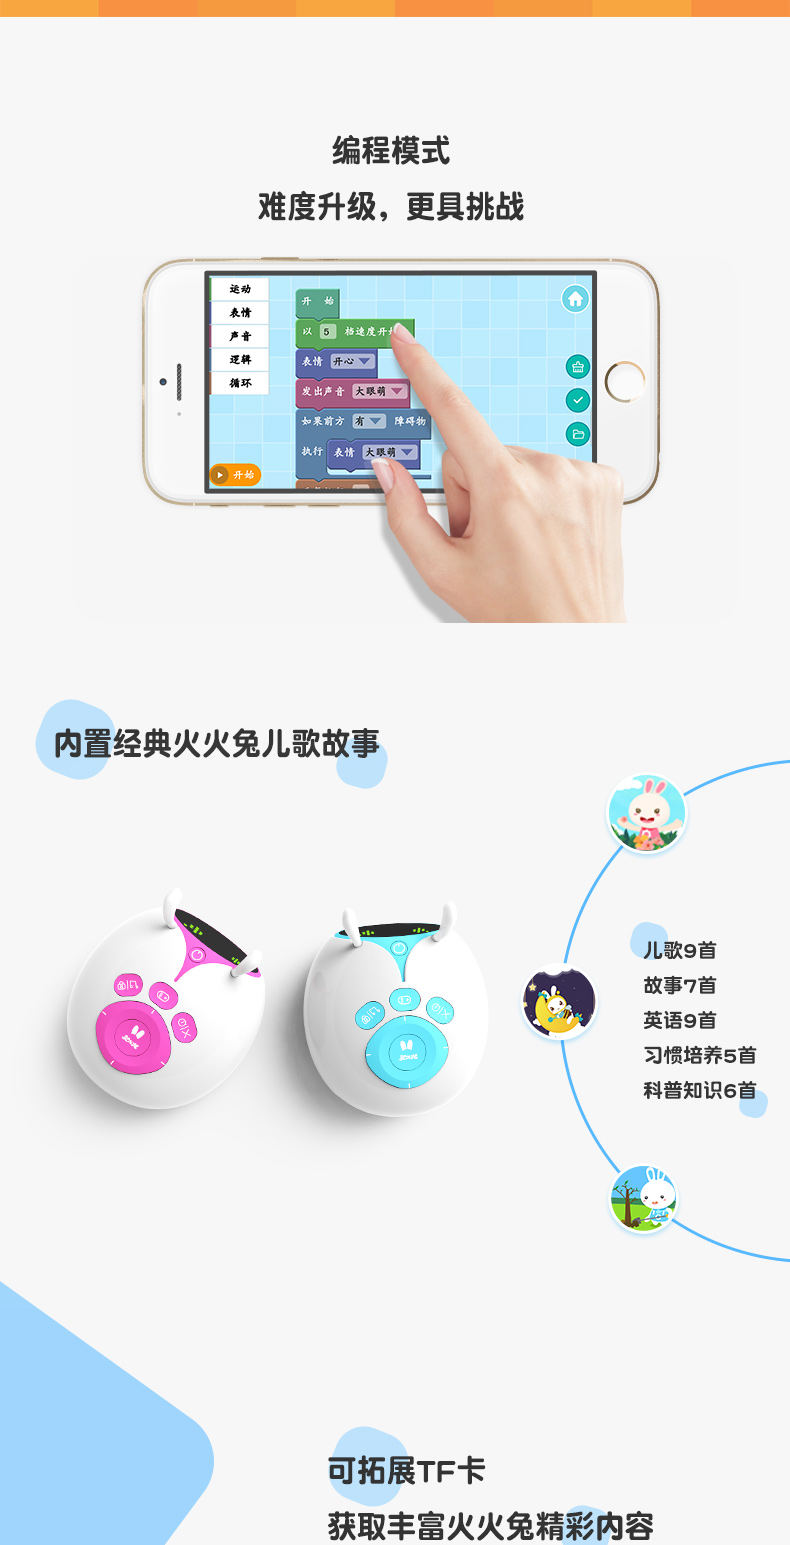 编程模式
难度升级，更具挑战
运动
表情
声音
逻辑
循环
开始
开 始
以 5 档速度开始
表情 开心
发出声音 大眼萌
如果前方 有 障碍物
执行 表情 大眼萌
内置经典火火兔儿歌故事
儿歌9首
故事7首
英语9首
习惯培养5首
科普知识6首
可拓展TF卡
获取丰富火火兔精彩内容